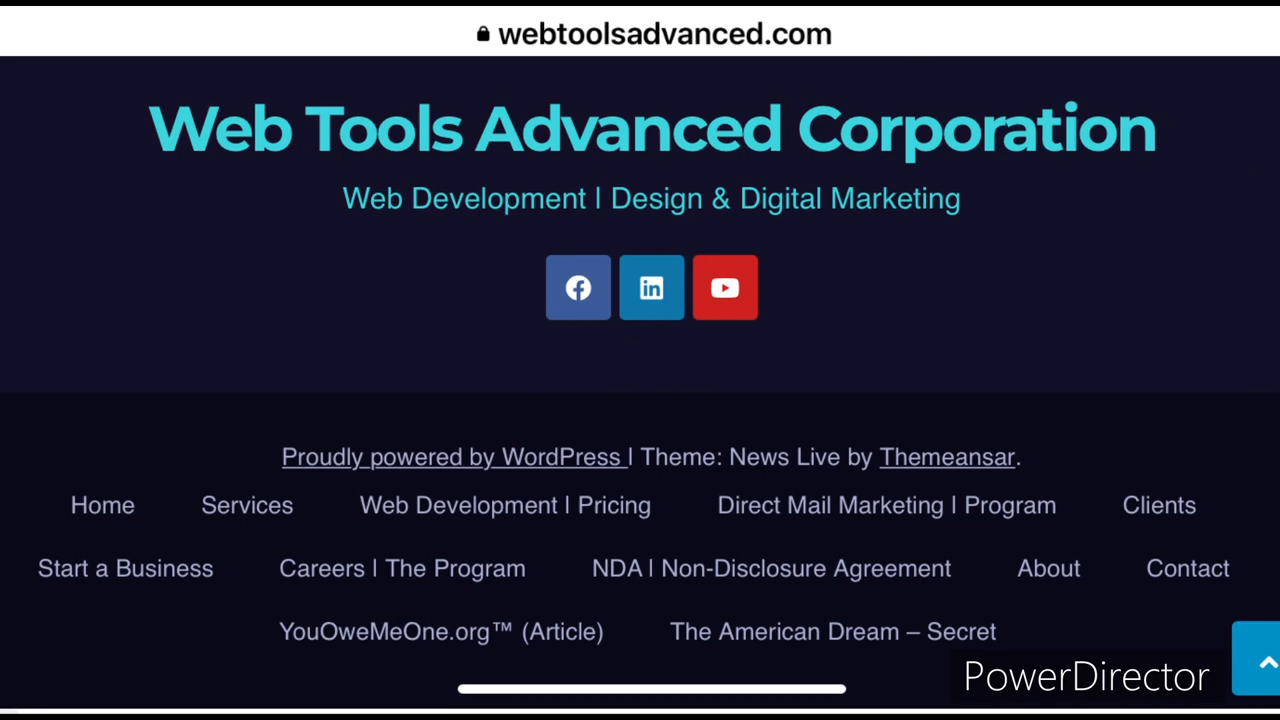 webtoolsadvanced.com
Web Tools Advanced Corporation
Web Development | Design & Digital Marketing
Proudly powered by WordPress | Theme: News Live by Themeansar.
Home Services Web Development | Pricing Direct Mail Marketing | Program Clients
Start a Business Careers | The Program NDA | Non-Disclosure Agreement About Contact
YouOweMeOne.org™ (Article) The American Dream – Secret
PowerDirector